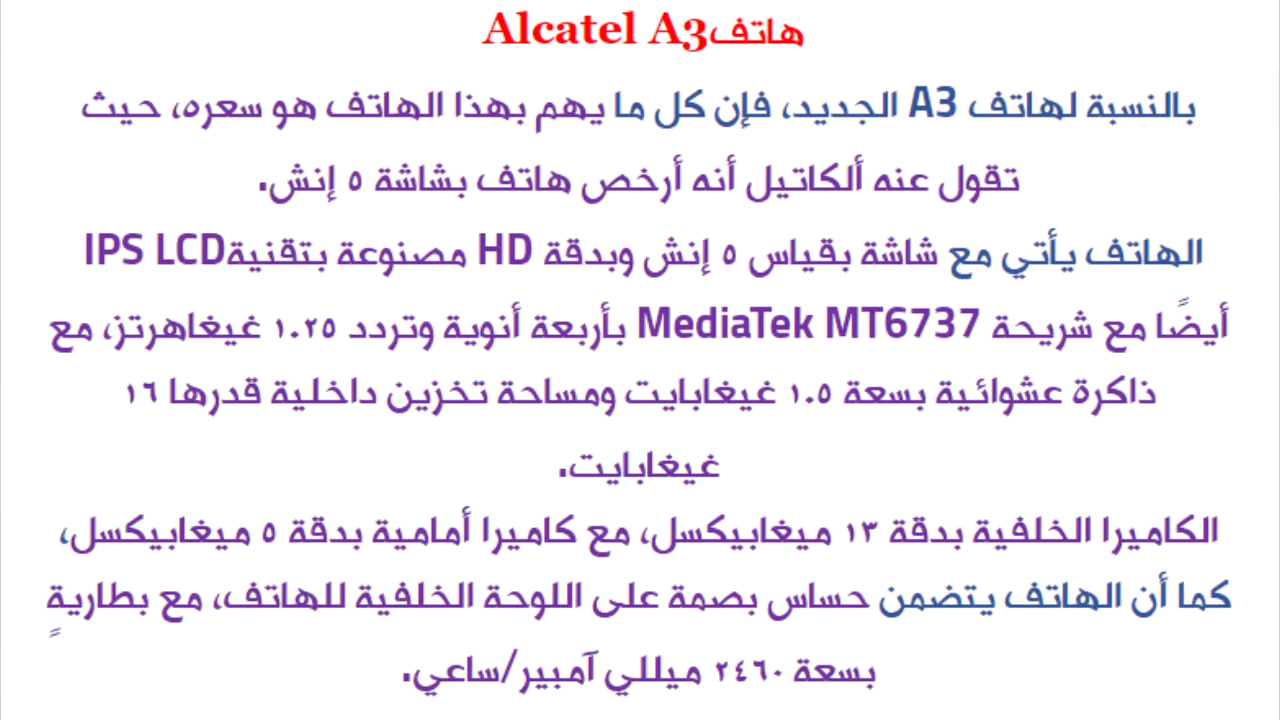 هاتف Alcatel A3
بالنسبة لهاتف A3 الجديد، فإن كل ما يهم بهذا الهاتف هو سعره، حيث
تقول عنه ألكاتيل أنه أرخص هاتف بشاشة ٥ إنش.
الهاتف يأتي مع شاشة بقياس ٥ إنش وبدقة HD مصنوعة بتقنية IPS LCD
أيضًا مع شريحة MediaTek MT6737 بأربعة أنوية وتردد ١.٢٥ غيغاهرتز، مع
ذاكرة عشوائية بسعة ١.٥ غيغابايت ومساحة تخزين داخلية قدرها ١٦
غيغابايت.
الكاميرا الخلفية بدقة ١٣ ميغابيكسل، مع كاميرا أمامية بدقة ٥ ميغابيكسل،
كما أن الهاتف يتضمن حساس بصمة على اللوحة الخلفية للهاتف، مع بطاريةٍ
بسعة ٢٤٦٠ ميللي آمبير/ساعي.